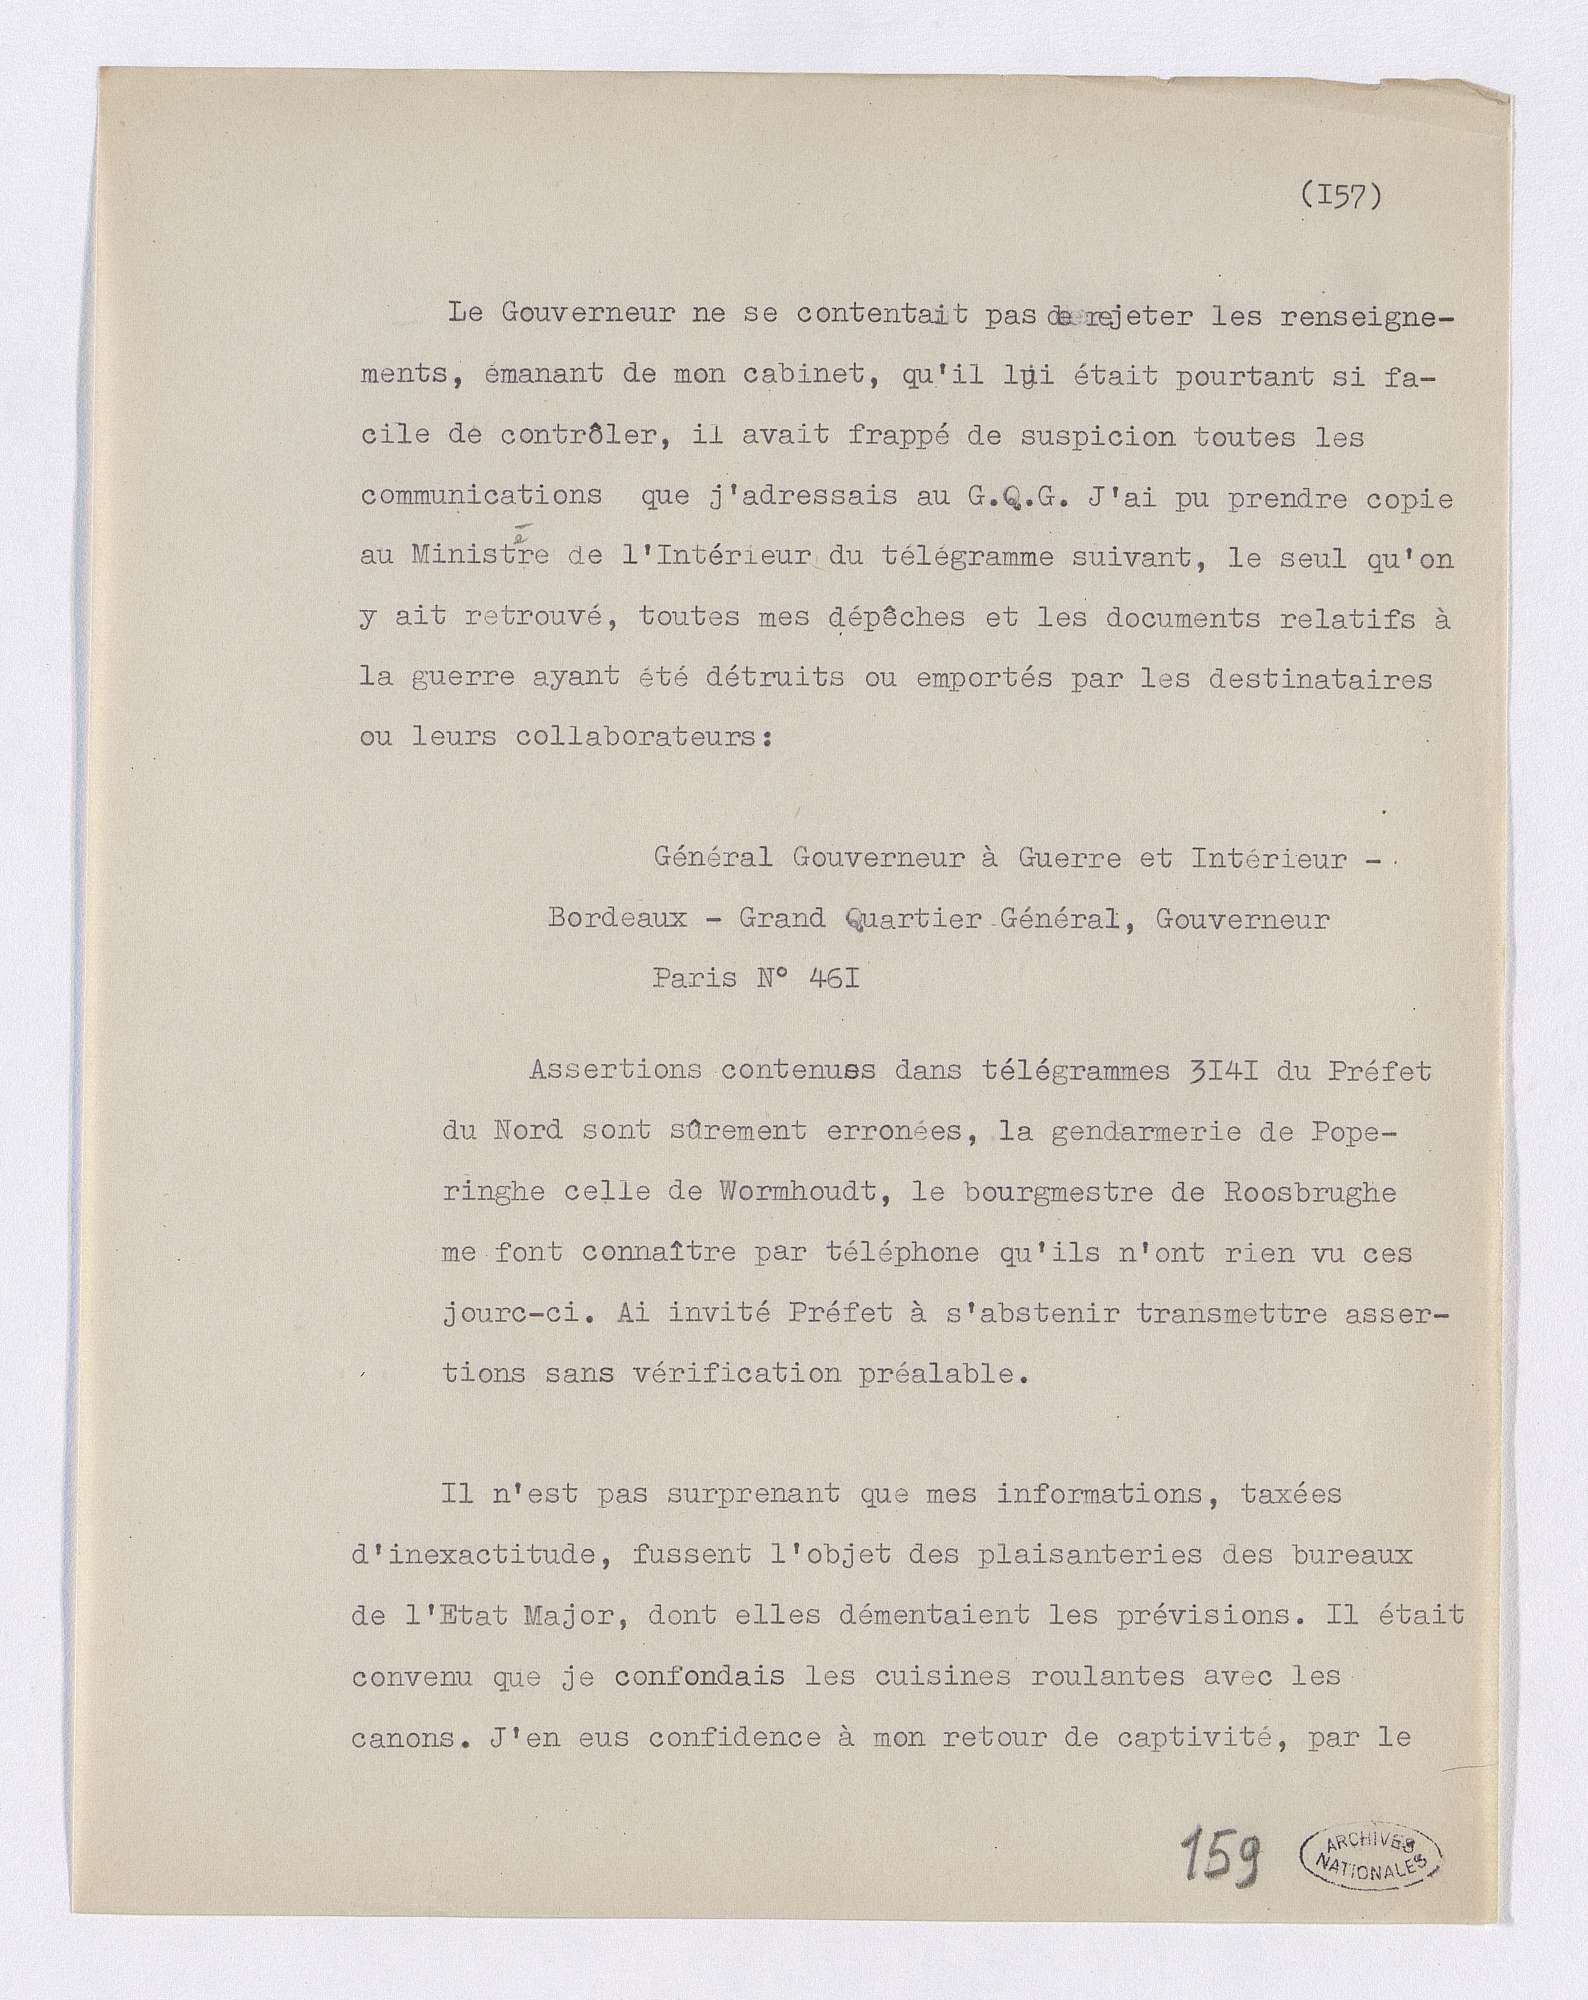 (I57)
Le Gouverneur ne se contentait pas de rejeter les renseigne-
ments, émanant de mon cabinet, qu'il lui était pourtant si fa-
cile de contrôler, il avait frappé de suspicion toutes les
communications que j'adressais au G.Q.G. J'ai pu prendre copie
au Ministère de l'Intérieur du télégramme suivant, le seul qu'on
y ait retrouvé, toutes mes dépêches et les documents relatifs à
la guerre ayant été détruits ou emportés par les destinataires
ou leurs collaborateurs:
Général Gouverneur à Guerre et Intérieur -
Bordeaux - Grand Quartier Général, Gouverneur
Paris N° 46I
Assertions contenues dans télégrammes 3I4I du Préfet
du Nord sont sûrement erronées, la gendarmerie de Pope-
ringhe celle de Wormhoudt, le bourgmestre de Roosbrughe
me font connaître par téléphone qu'ils n'ont rien vu ces
jourc-ci. Ai invité Préfet à s'abstenir transmettre asser-
tions sans vérification préalable.
Il n'est pas surprenant que mes informations, taxées
d'inexactitude, fussent l'objet des plaisanteries des bureaux
de l'Etat Major, dont elles démentaient les prévisions. Il était
convenu que je confondais les cuisines roulantes avec les
canons. J'en eus confidence à mon retour de captivité, par le
159
ARCHIVES
NATIONALES